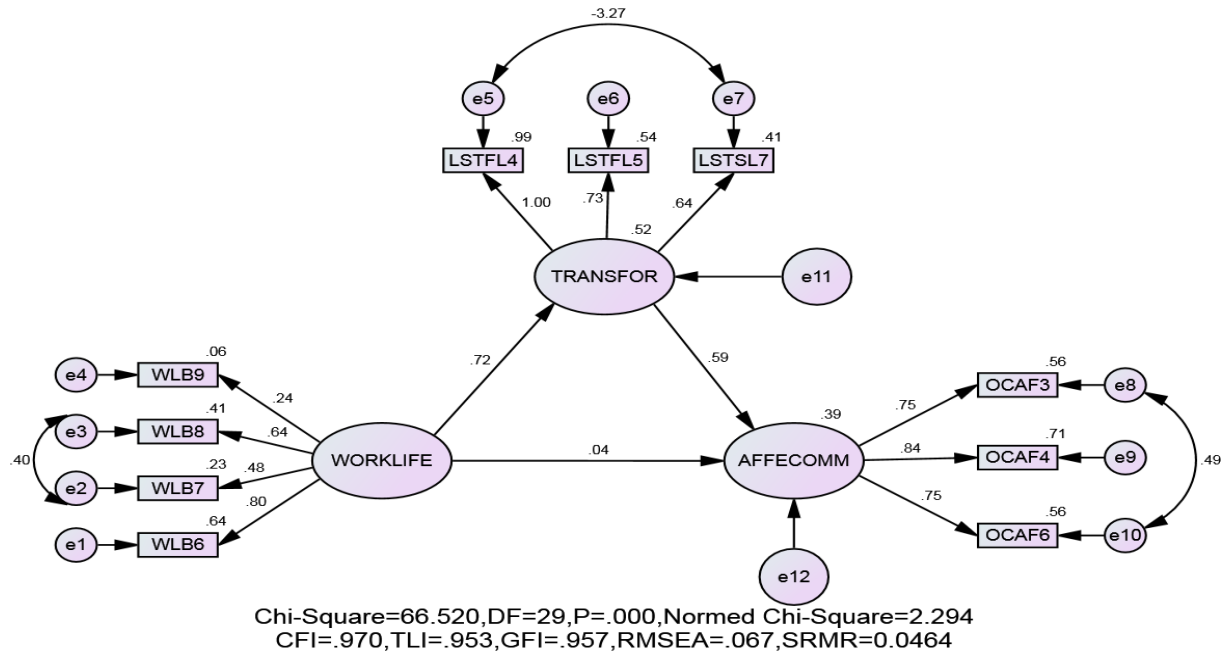 -3.27
e5
e6
e7
.99
.54
.41
LSTFL4
LSTFL5
LSTSL7
1.00
.73
.64
.52
TRANSFOR
e11
.72
.59
.06
e4
WLB9
.24
.41
e3
WLB8
.64
.40
.23
e2
WLB7
.48
.64
e1
WLB6
.80
WORKLIFE
.04
.39
AFFECOMM
e12
.56
OCAF3
e8
.75
.71
OCAF4
e9
.84
.49
.56
OCAF6
e10
.75
Chi-Square=66.520,DF=29,P=.000,Normed Chi-Square=2.294
CFI=.970,TLI=.953,GFI=.957,RMSEA=.067,SRMR=0.0464